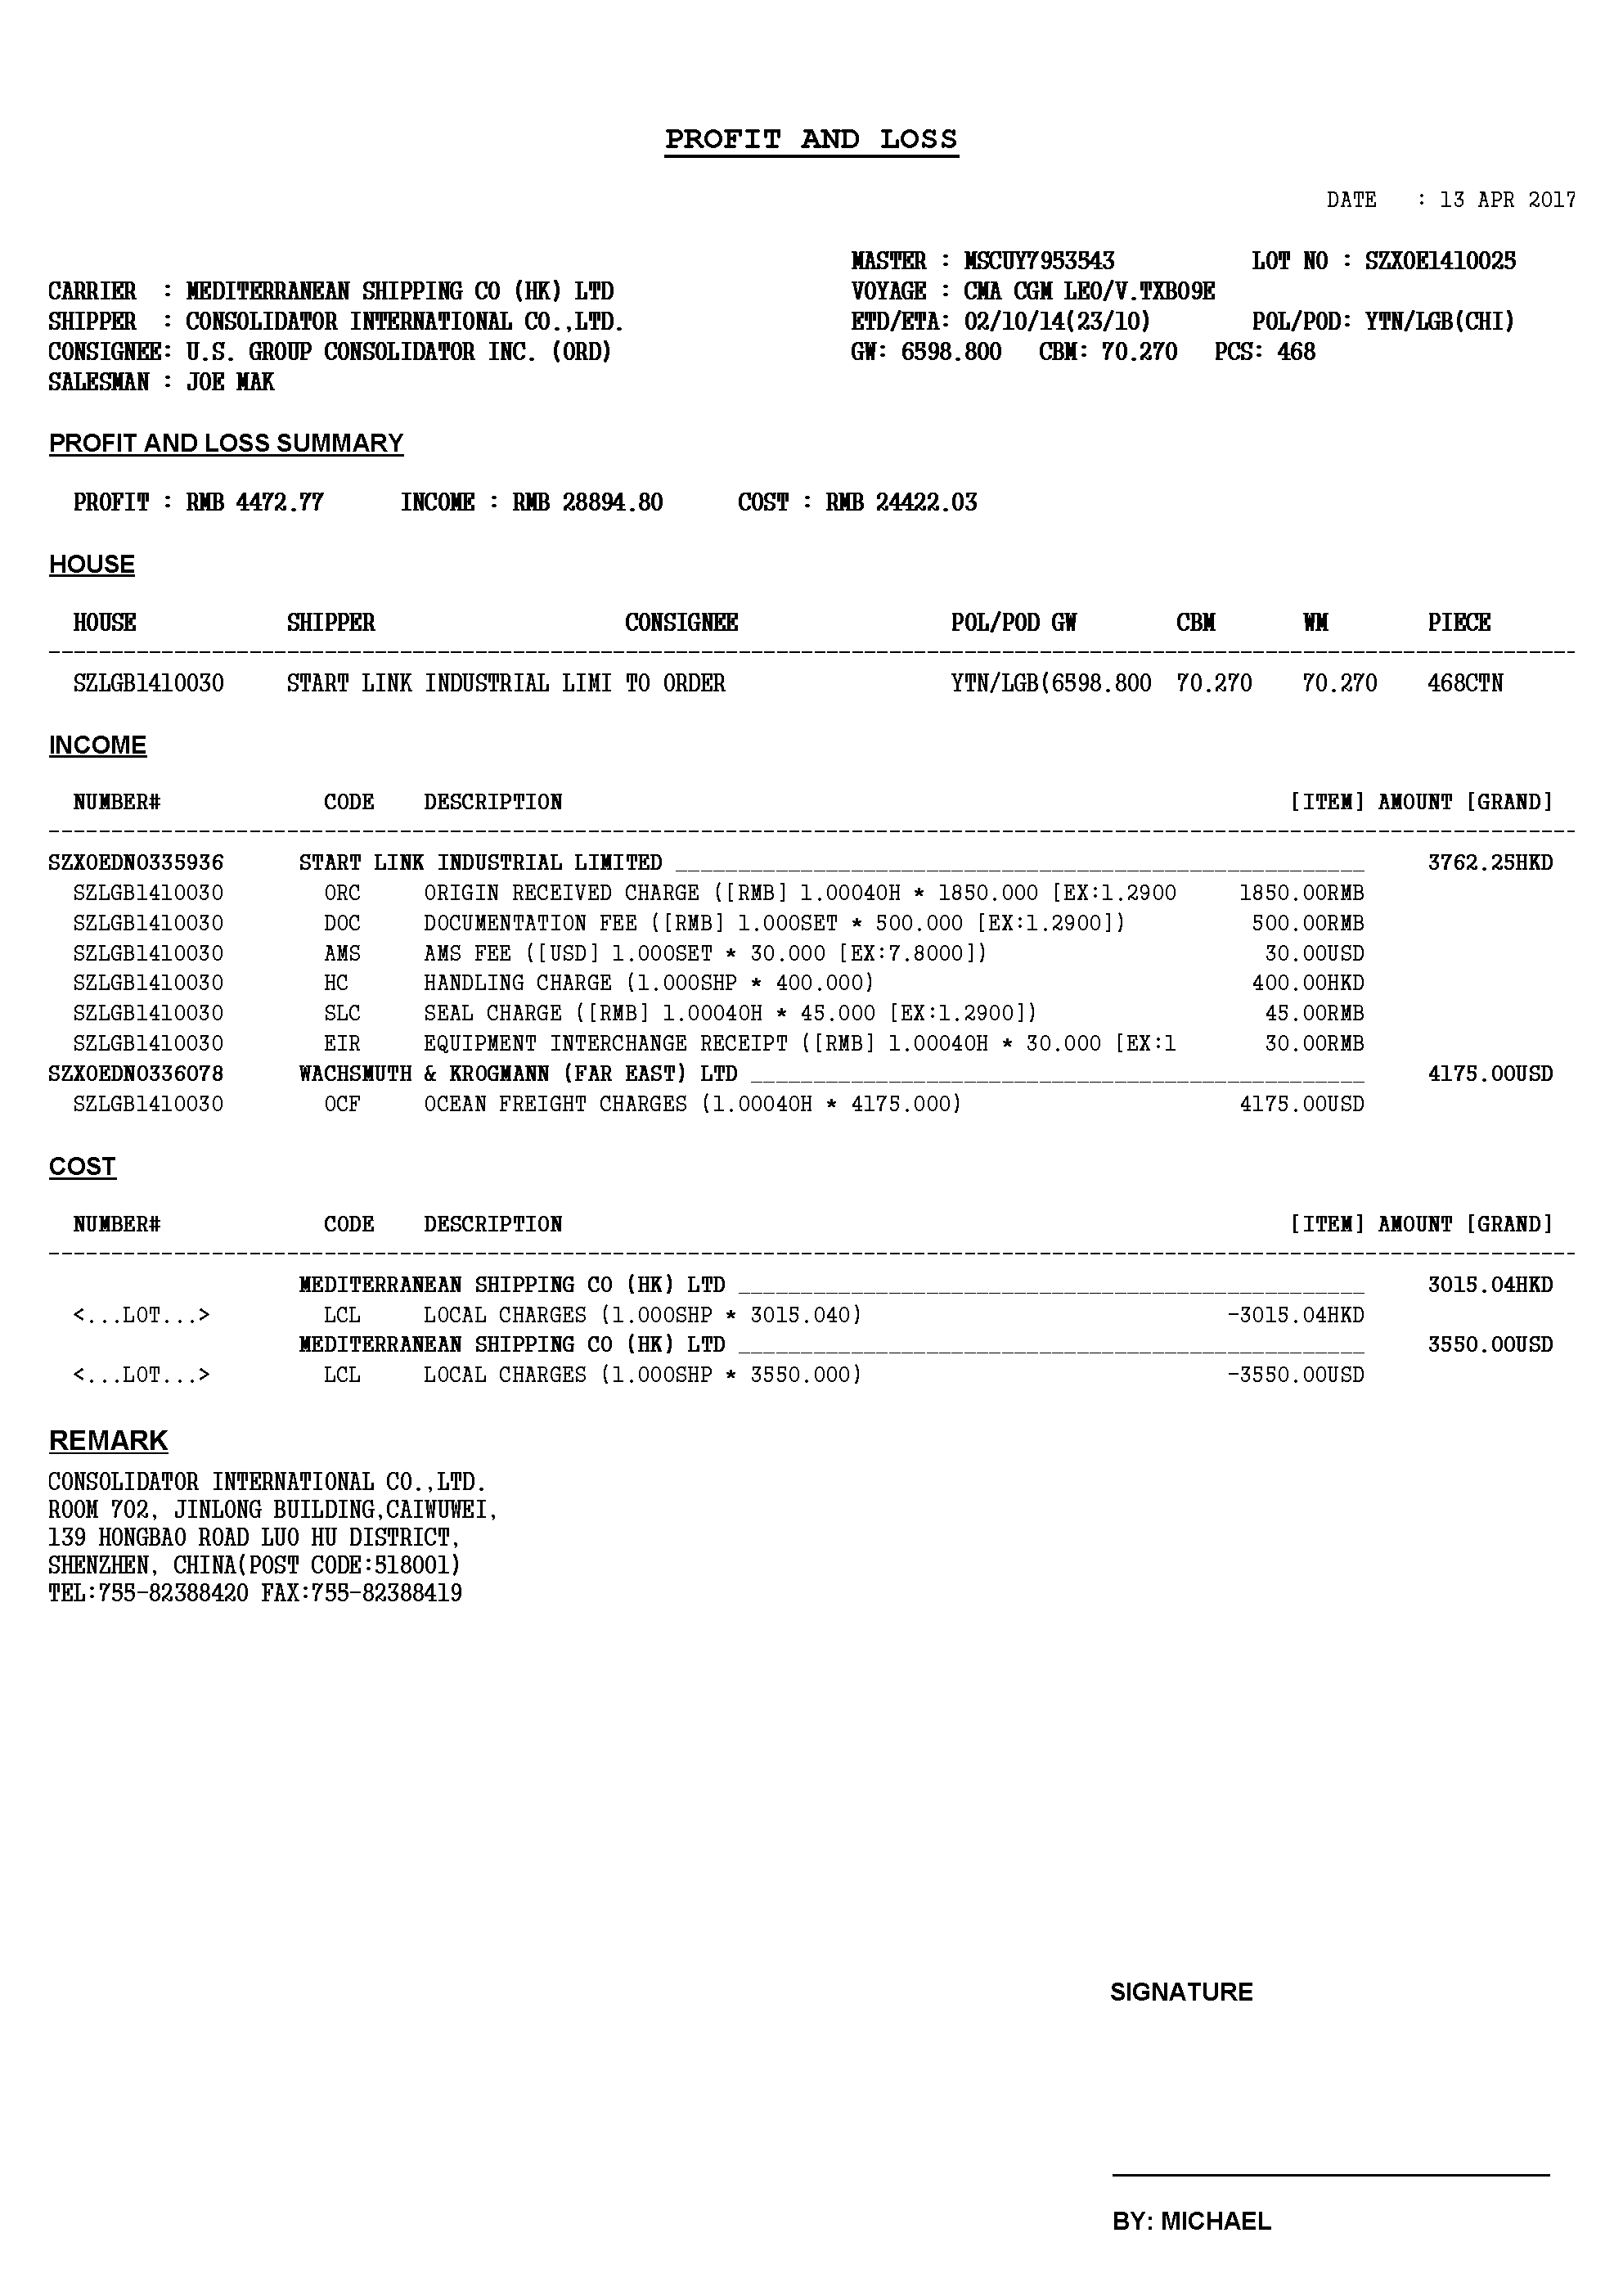 PROFIT AND LOSS
DATE : 13 APR 2017
MASTER : MSCUY7953543 LOT NO : SZXOE1410025
CARRIER : MEDITERRANEAN SHIPPING CO (HK) LTD VOYAGE : CMA CGM LEO/V.TXB09E
SHIPPER : CONSOLIDATOR INTERNATIONAL CO.,LTD. ETD/ETA: 02/10/14(23/10) POL/POD: YTN/LGB(CHI)
CONSIGNEE: U.S. GROUP CONSOLIDATOR INC. (ORD) GW: 6598.800 CBM: 70.270 PCS: 468
SALESMAN : JOE MAK
PROFIT AND LOSS SUMMARY
PROFIT : RMB 4472.77 INCOME : RMB 28894.80 COST : RMB 24422.03
HOUSE
HOUSE SHIPPER CONSIGNEE POL/POD GW CBM WM PIECE
SZLGB1410030 START LINK INDUSTRIAL LIMI TO ORDER YTN/LGB(6598.800 70.270 70.270 468CTN
INCOME
NUMBER# CODE DESCRIPTION [ITEM] AMOUNT [GRAND]
SZXOEDN0335936 START LINK INDUSTRIAL LIMITED 3762.25HKD
SZLGB1410030 ORC ORIGIN RECEIVED CHARGE ([RMB] 1.00040H * 1850.000 [EX:1.2900 1850.00RMB
SZLGB1410030 DOC DOCUMENTATION FEE ([RMB] 1.000SET * 500.000 [EX:1.2900]) 500.00RMB
SZLGB1410030 AMS AMS FEE ([USD] 1.000SET * 30.000 [EX:7.8000]) 30.00USD
SZLGB1410030 HC HANDLING CHARGE (1.000SHP * 400.000) 400.00HKD
SZLGB1410030 SLC SEAL CHARGE ([RMB] 1.00040H * 45.000 [EX:1.2900]) 45.00RMB
SZLGB1410030 EIR EQUIPMENT INTERCHANGE RECEIPT ([RMB] 1.00040H * 30.000 [EX:1 30.00RMB
SZXOEDN0336078 WACHSMUTH & KROGMANN (FAR EAST) LTD 4175.00USD
SZLGB1410030 OCF OCEAN FREIGHT CHARGES (1.00040H * 4175.000) 4175.00USD
COST
NUMBER# CODE DESCRIPTION [ITEM] AMOUNT [GRAND]
MEDITERRANEAN SHIPPING CO (HK) LTD 3015.04HKD
<...LOT...> LCL LOCAL CHARGES (1.000SHP * 3015.040) -3015.04HKD
MEDITERRANEAN SHIPPING CO (HK) LTD 3550.00USD
<...LOT...> LCL LOCAL CHARGES (1.000SHP * 3550.000) -3550.00USD
REMARK
CONSOLIDATOR INTERNATIONAL CO.,LTD.
ROOM 702, JINLONG BUILDING,CAIWUWEI,
139 HONGBAO ROAD LUO HU DISTRICT,
SHENZHEN, CHINA(POST CODE:518001)
TEL:755-82388420 FAX:755-82388419
SIGNATURE
BY: MICHAEL